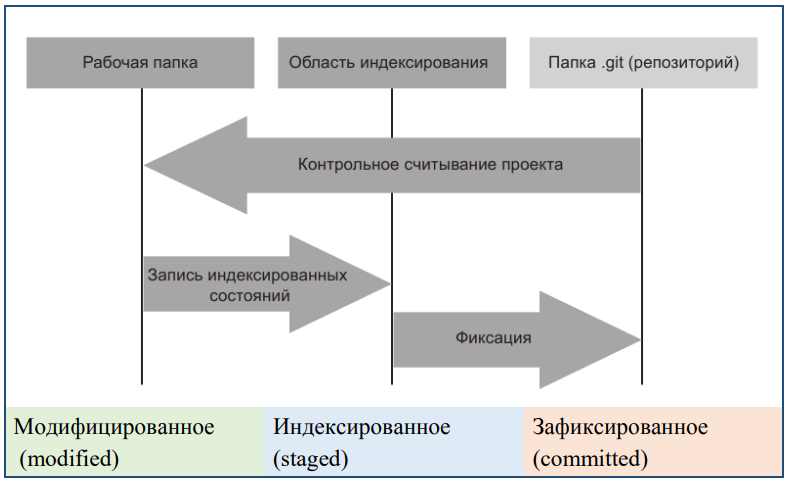 Рабочая папка
Область индексирования
Папка .git (репозиторий)
Контрольное считывание проекта
Запись индексированных
состояний
Фиксация
Модифицированное
(modified)
Индексированное
(staged)
Зафиксированное
(committed)